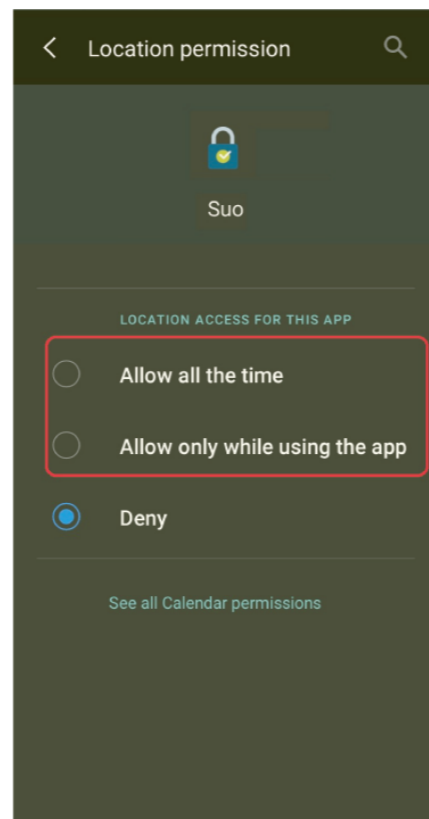 Location permission
Suo
LOCATION ACCESS FOR THIS APP
Allow all the time
Allow only while using the app
Deny
See all Calendar permissions